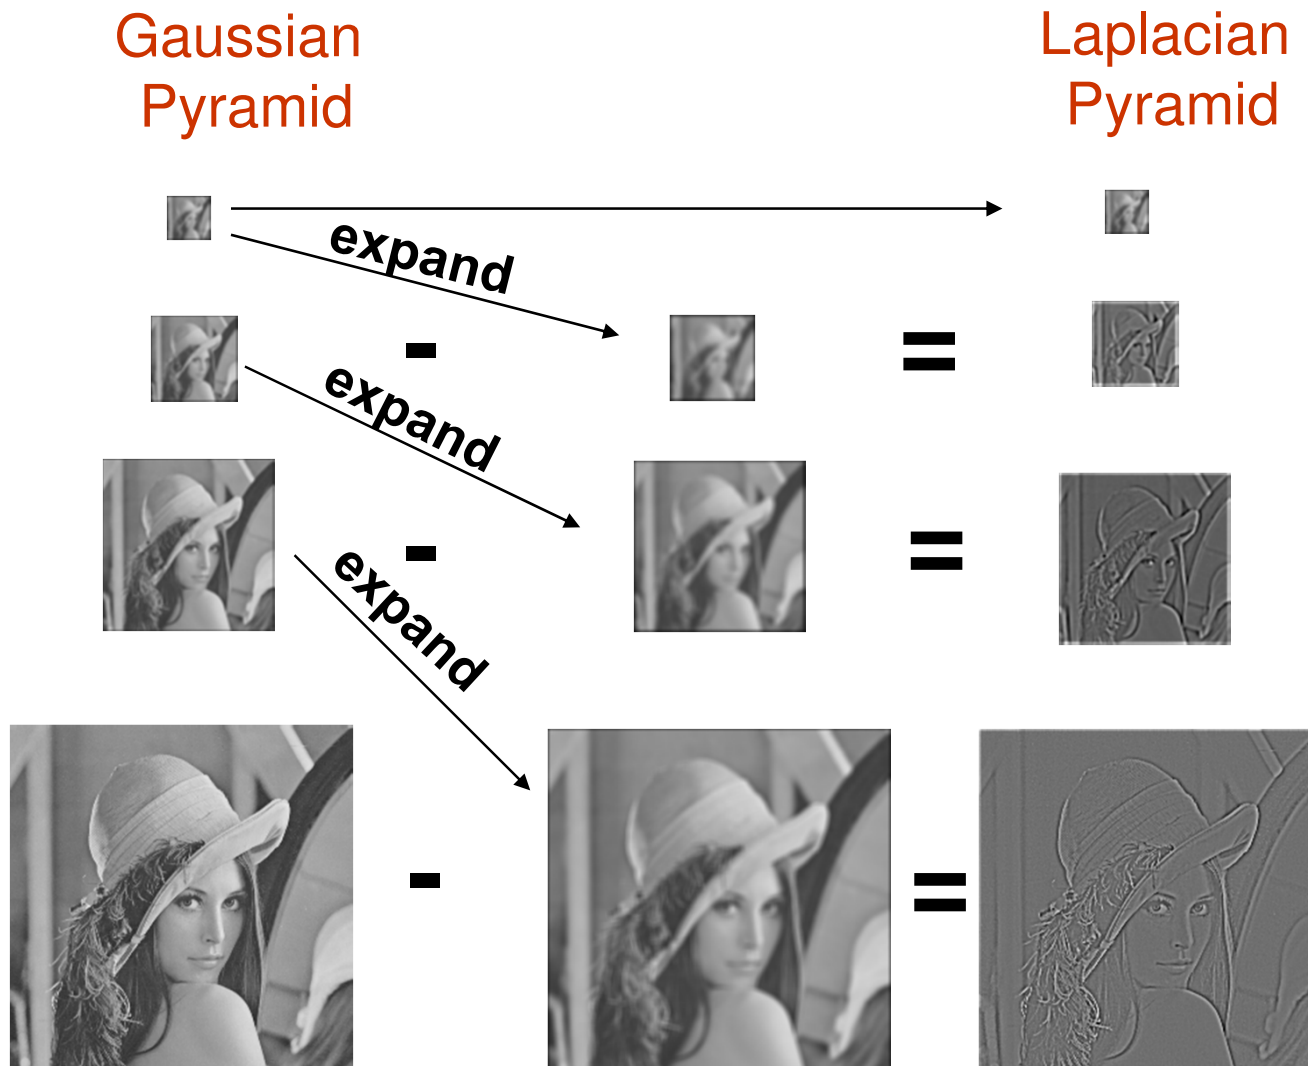 Gaussian
Pyramid
Laplacian
Pyramid
expand
-
=
expand
-
=
expand
-
=